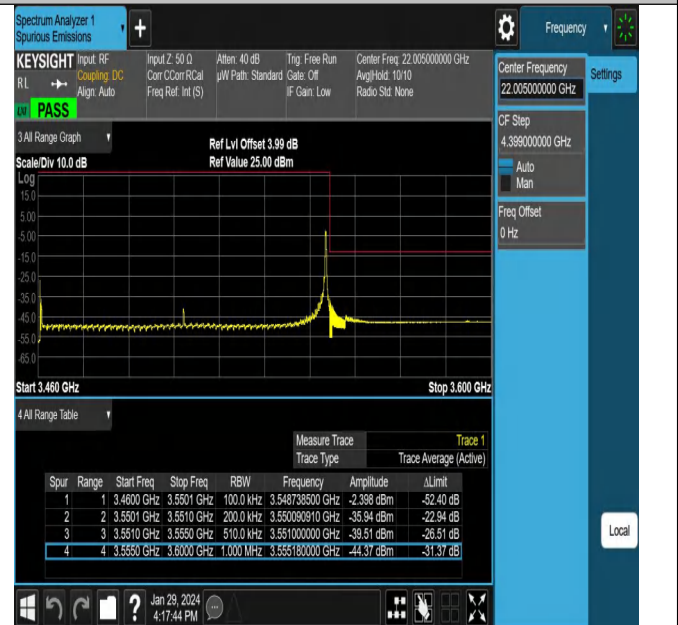 Spectrum Analyzer 1
Spurious Emissions
+
Frequency
KEYSIGHT
Input: RF
Input Z: 50 Ω
Atten: 40 dB
Trig: Free Run
Center Freq: 22.005000000 GHz
RL
Coupling: DC
Corr CCorr RCal
µW Path: Standard
Gate: Off
Avg|Hold: 10/10
Align: Auto
Freq Ref: Int (S)
IF Gain: Low
Radio Std: None
PASS
Center Frequency
22.005000000 GHz
Settings
CF Step
4.399000000 GHz
Auto
Man
Freq Offset
0 Hz
3 All Range Graph
Ref Lvl Offset 3.99 dB
Scale/Div 10.0 dB
Ref Value 25.00 dBm
Log
15.0
5.00
-5.00
-15.0
-25.0
-35.0
-45.0
-55.0
-65.0
Start 3.460 GHz
Stop 3.600 GHz
4 All Range Table
Measure Trace Trace 1
Trace Type Trace Average (Active)
Spur Range Start Freq Stop Freq RBW Frequency Amplitude ΔLimit
1 1 3.4600 GHz 3.5501 GHz 100.0 kHz 3.548738500 GHz -2.398 dBm -52.40 dB
2 2 3.5501 GHz 3.5510 GHz 200.0 kHz 3.550090910 GHz -35.94 dBm -22.94 dB
3 3 3.5510 GHz 3.5550 GHz 510.0 kHz 3.551000000 GHz -39.51 dBm -26.51 dB
4 4 3.5550 GHz 3.6000 GHz 1.000 MHz 3.555180000 GHz -44.37 dBm -31.37 dB
Local
?
Jan 29, 2024
4:17:44 PM